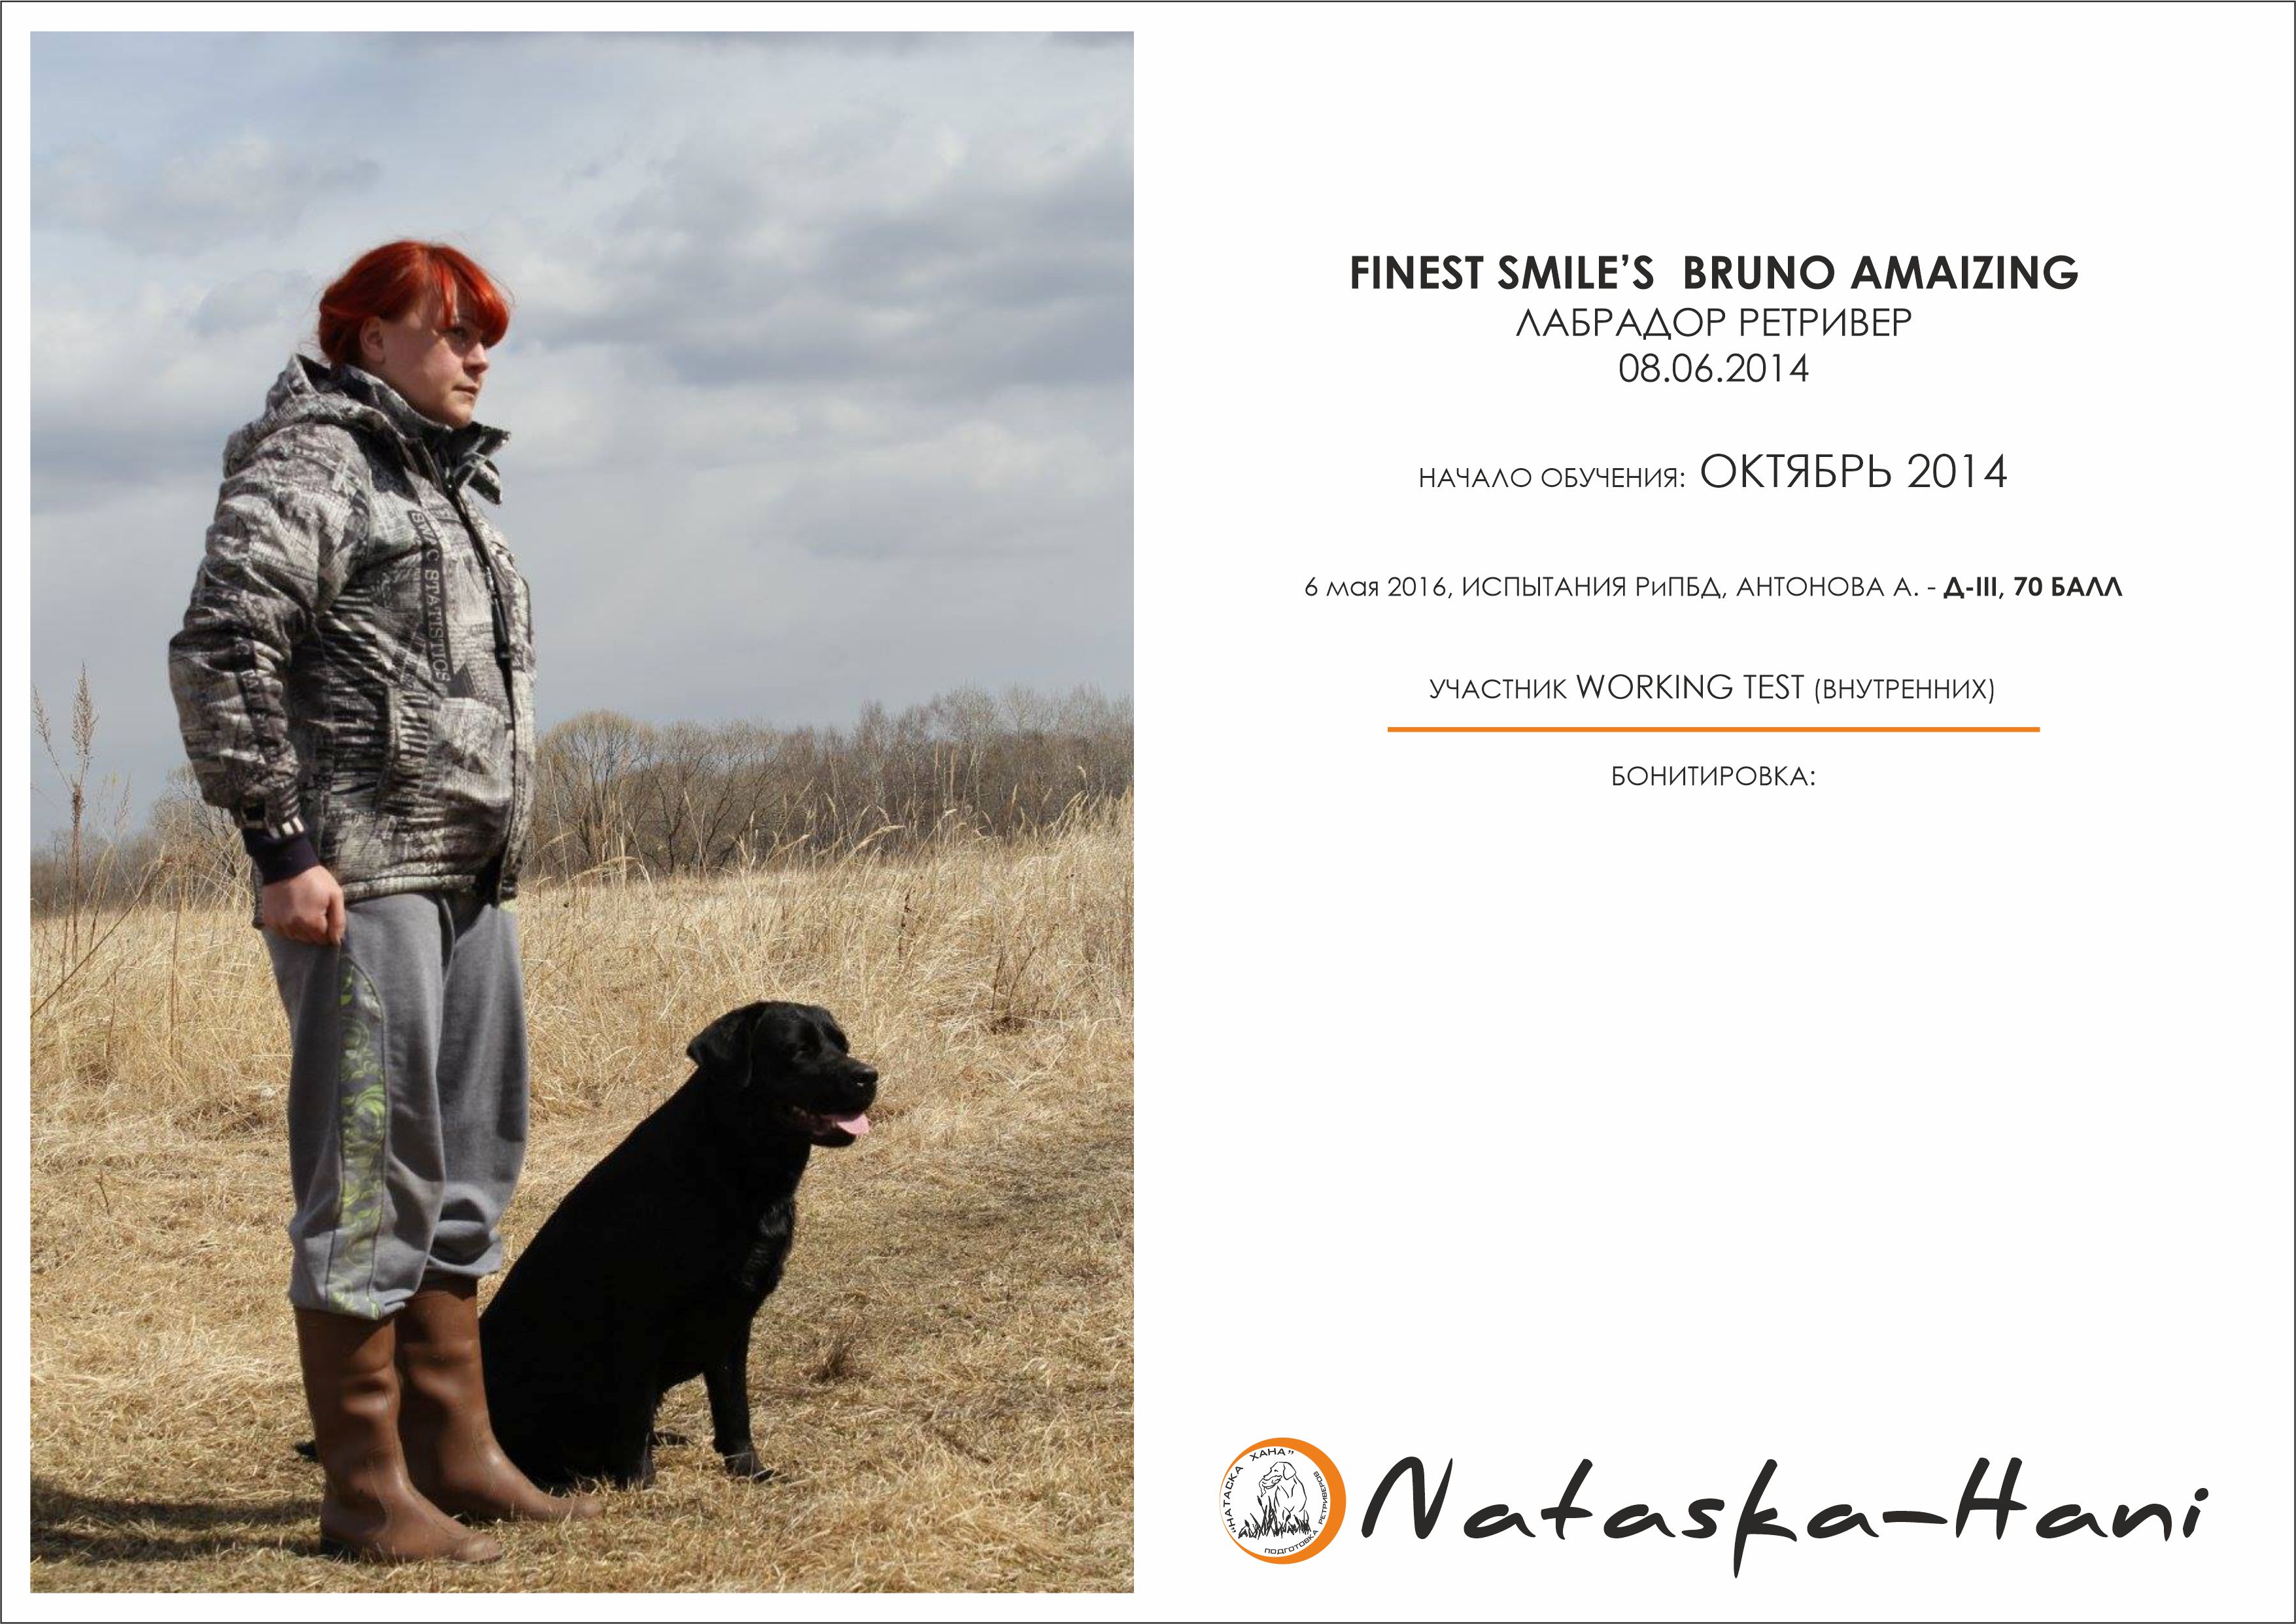 FINEST SMILE’S  BRUNO AMAIZING
ЛАБРАДОР РЕТРИВЕР
08.06.2014
НАЧАЛО ОБУЧЕНИЯ: ОКТЯБРЬ 2014
6 мая 2016, ИСПЫТАНИЯ РиПБД, АНТОНОВА А. - Д-III, 70 БАЛЛ
УЧАСТНИК WORKING TEST (ВНУТРЕННИХ)
БОНИТИРОВКА:
"НАТАСКА ХАНА"
ПОДГОТОВКА РЕТРИВЕРОВ
Nataska-Hani
STATISTICS